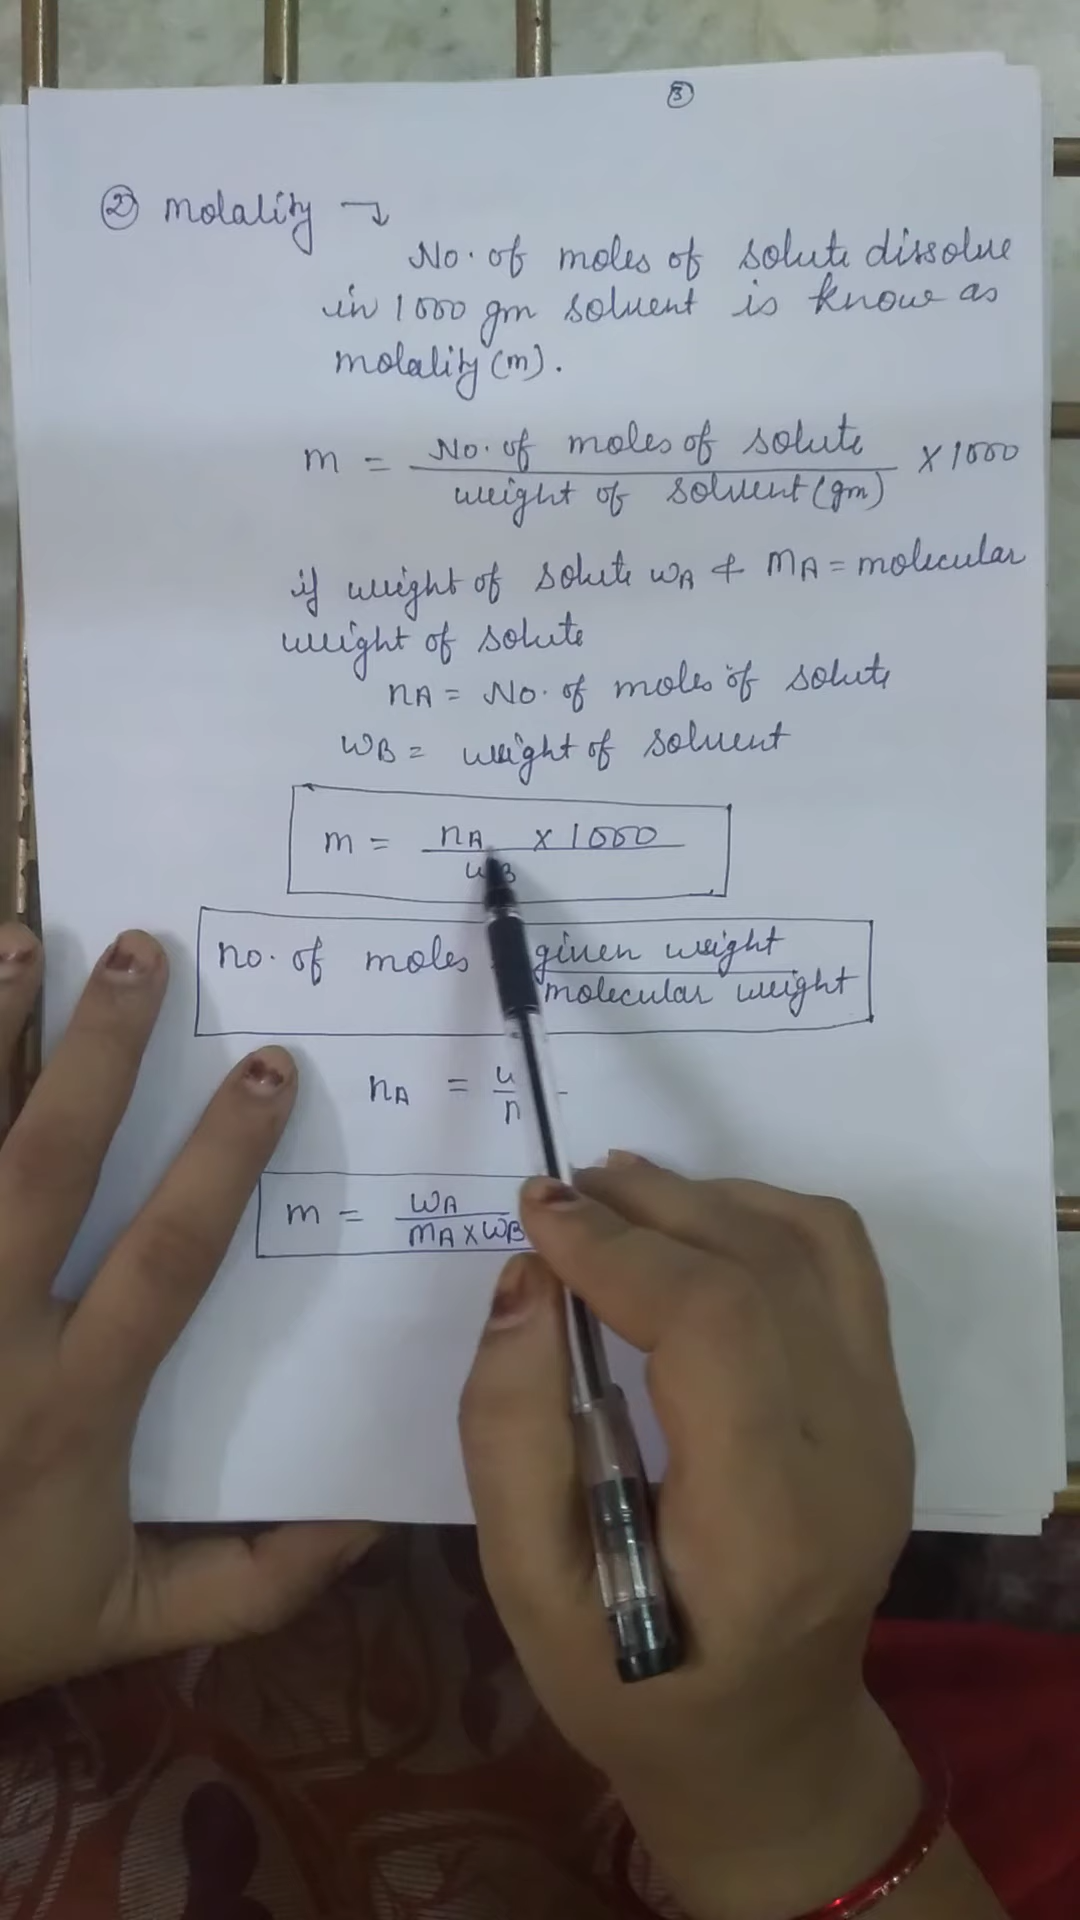 3
② molality →
No. of moles of solute dissolve
in 1000 gm solvent is know as
molality (m).
m = No. of moles of solute × 1000
weight of solvent (gm)
if weight of solute wA & MA = molecular
weight of solute
nA = No. of moles of solute
wB = weight of solvent
m = nA × 1000
wB
no. of moles given weight
molecular weight
nA =
m = wA
MA × wB